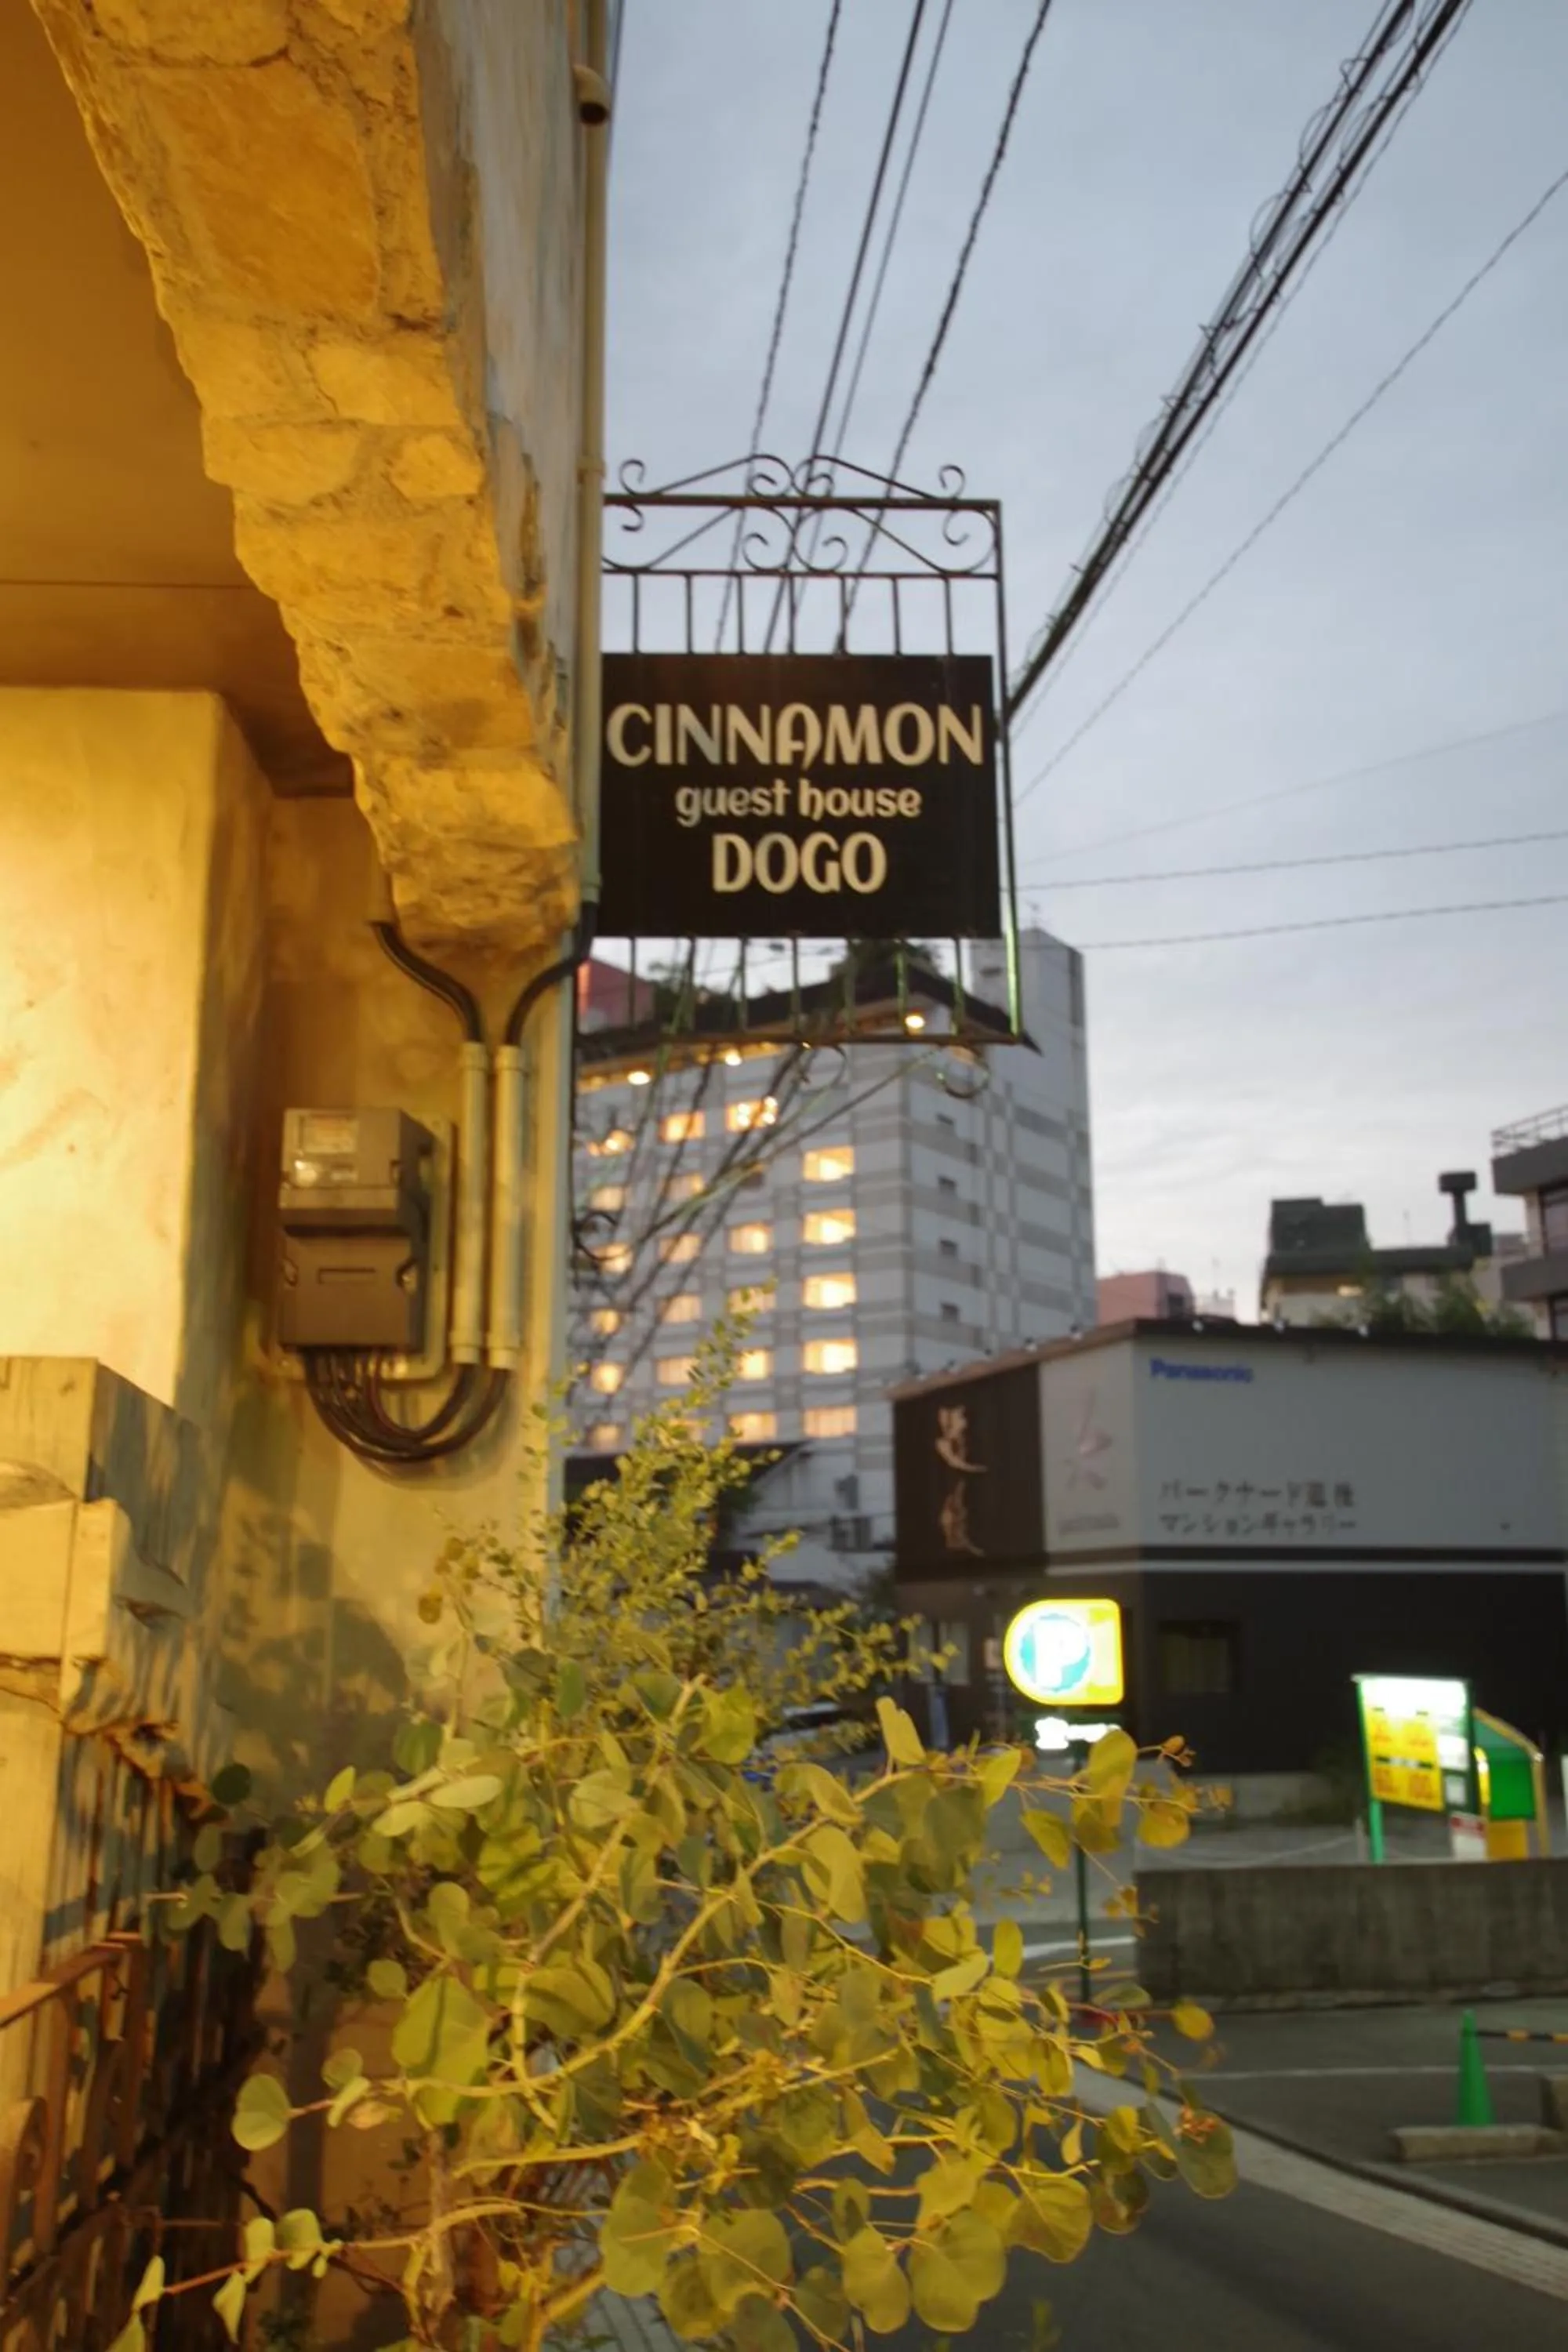 CINNAMON
guest house
DOGO
Panasonic
パークナード道後
マンションギャラリー
P